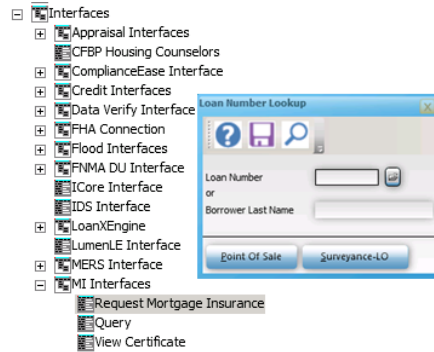 Interfaces
Appraisal Interfaces
CFBP Housing Counselors
ComplianceEase Interface
Credit Interfaces
Data Verify Interface
FHA Connection
Flood Interfaces
FNMA DU Interface
ICore Interface
IDS Interface
LoanXEngine
LumenLE Interface
MERS Interface
MI Interfaces
Request Mortgage Insurance
Query
View Certificate
Loan Number Lookup
Loan Number
or
Borrower Last Name
Point Of Sale
Surveyance-LO